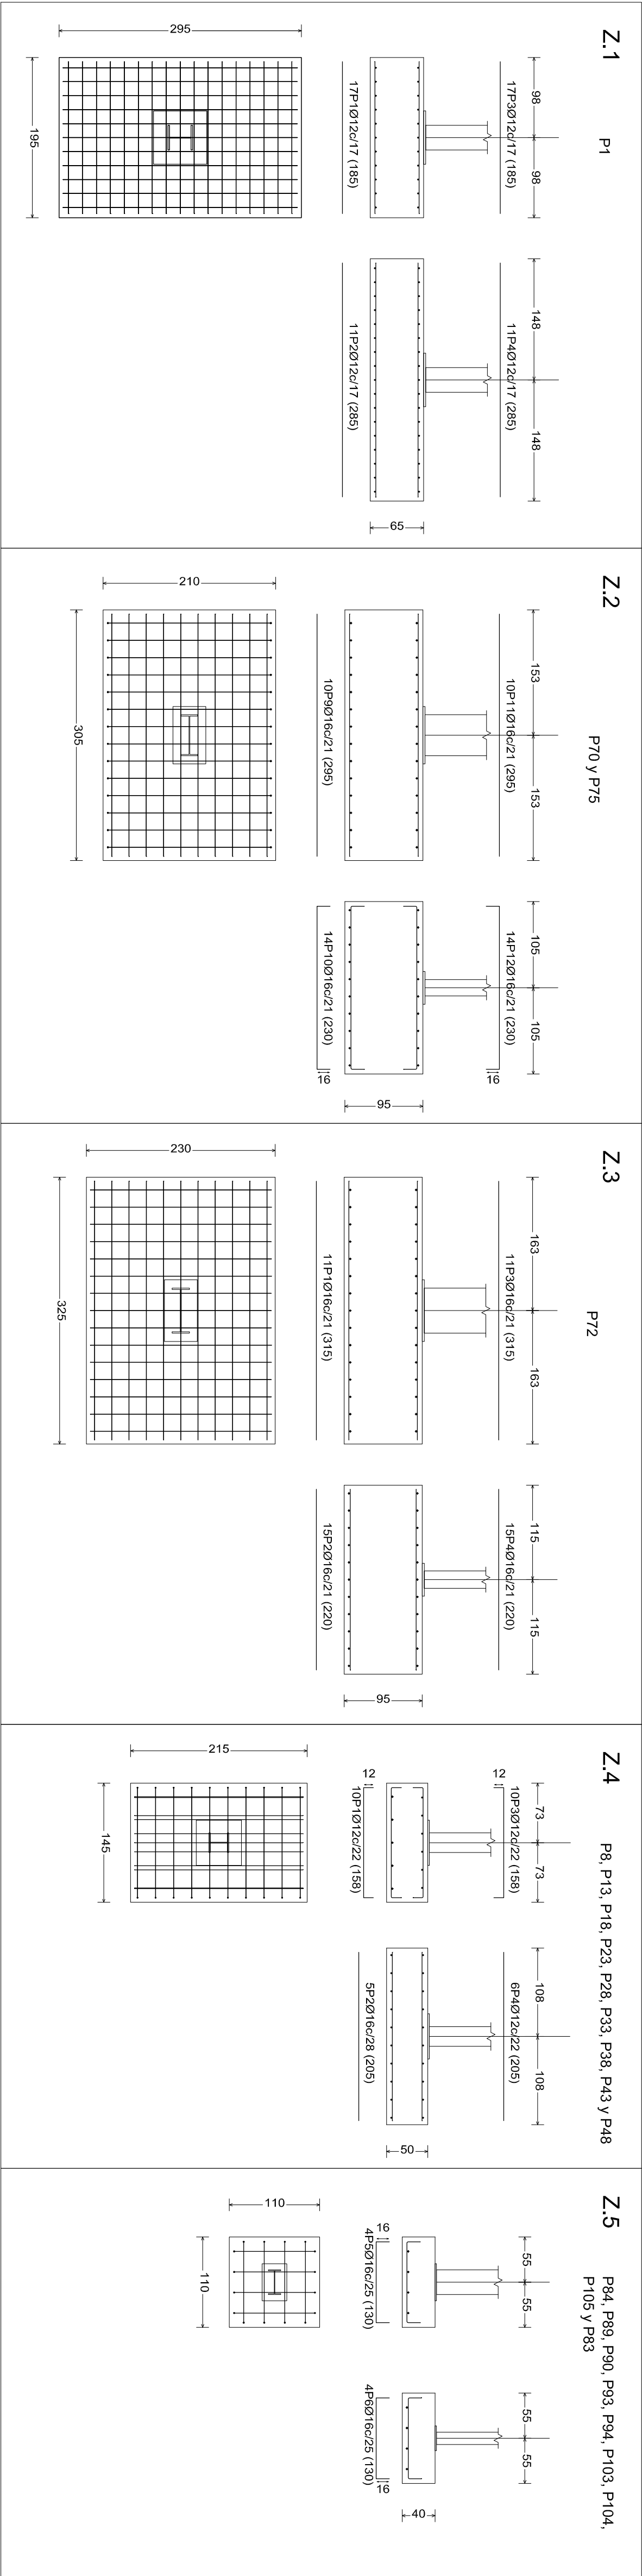 Z.1
P1
98
98
17P3Ø12c/17 (185)
17P1Ø12c/17 (185)
295
195
148
148
11P4Ø12c/17 (285)
11P2Ø12c/17 (285)
65
Z.2
P70 y P75
153
153
10P11Ø16c/21 (295)
10P9Ø16c/21 (295)
210
305
105
105
14P12Ø16c/21 (230)
16
14P10Ø16c/21 (230)
16
95
Z.3
P72
163
163
11P3Ø16c/21 (315)
11P1Ø16c/21 (315)
230
325
115
115
15P4Ø16c/21 (220)
15P2Ø16c/21 (220)
95
Z.4
P8, P13, P18, P23, P28, P33, P38, P43 y P48
73
73
12
10P3Ø12c/22 (158)
12
10P1Ø12c/22 (158)
215
145
108
108
6P4Ø12c/22 (205)
5P2Ø16c/28 (205)
50
Z.5
P84, P89, P90, P93, P94, P103, P104,
P105 y P83
55
55
16
4P5Ø16c/25 (130)
110
110
55
55
4P6Ø16c/25 (130)
16
40